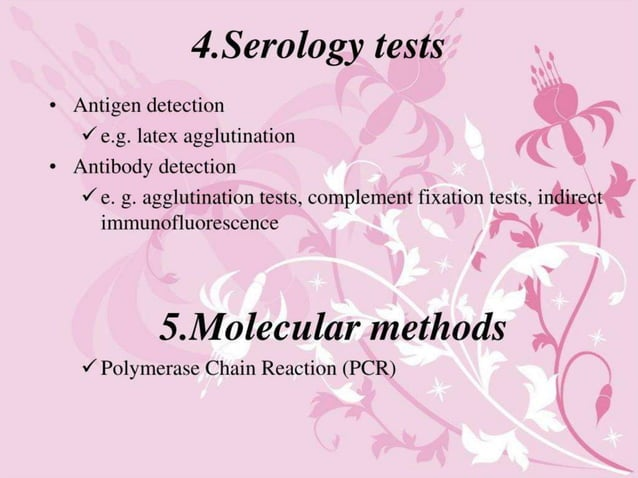 4.Serology tests
• Antigen detection
✓e.g. latex agglutination
• Antibody detection
✓e. g. agglutination tests, complement fixation tests, indirect
immunofluorescence
5.Molecular methods
✓Polymerase Chain Reaction (PCR)